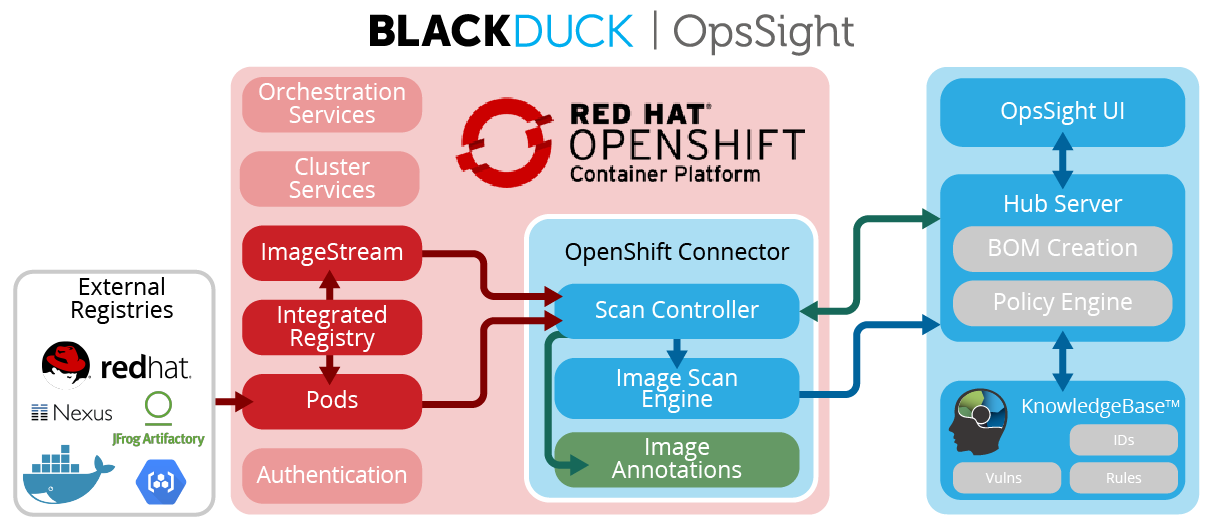 BLACKDUCK | OpsSight
External
Registries
redhat.
Nexus
JFrog Artifactory
Orchestration
Services
Cluster
Services
ImageStream
Integrated
Registry
Pods
Authentication
RED HAT®
OPENSHIFT
Container Platform
OpenShift Connector
Scan Controller
Image Scan
Engine
Image
Annotations
OpsSight UI
Hub Server
BOM Creation
Policy Engine
KnowledgeBase™
IDs
Vulns
Rules